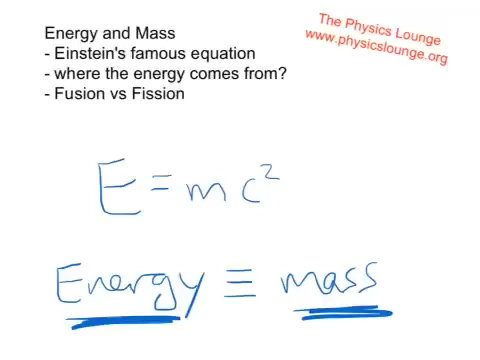 Energy and Mass
- Einstein's famous equation
- where the energy comes from?
- Fusion vs Fission
The Physics Lounge
www.physicslounge.org
E = mc²
Energy ≡ mass